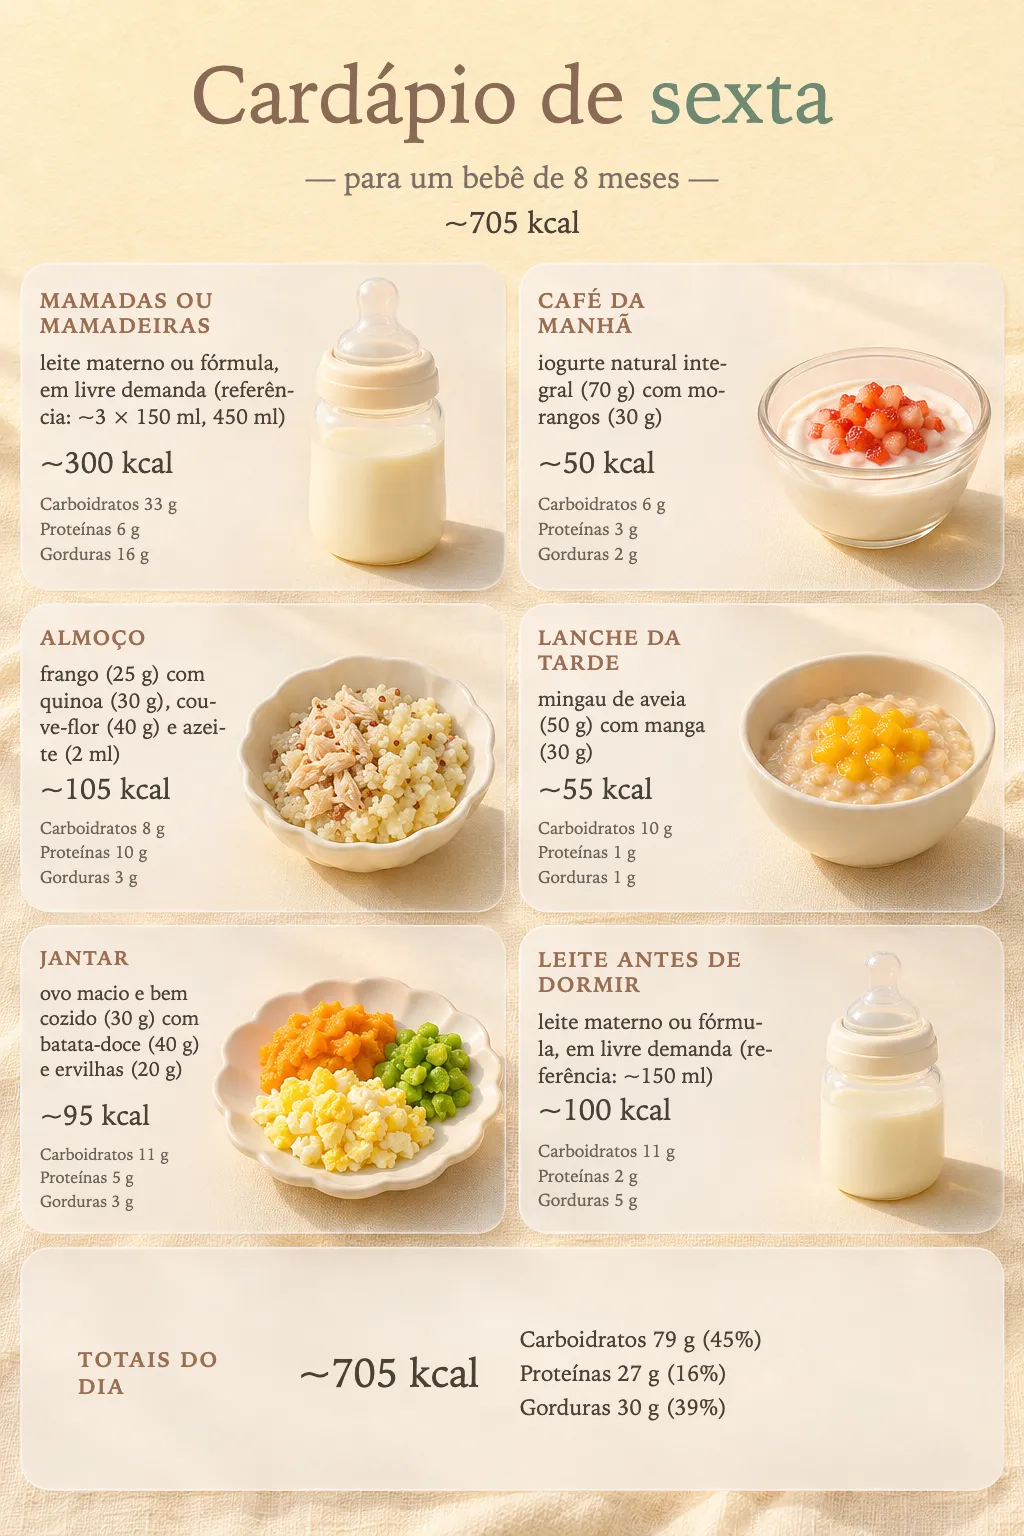 Cardápio de sexta
— para um bebê de 8 meses —
~705 kcal
MAMADAS OU
MAMADEIRAS
leite materno ou fórmula,
em livre demanda (referên-
cia: ~3 × 150 ml, 450 ml)
~300 kcal
Carboidratos 33 g
Proteínas 6 g
Gorduras 16 g
CAFÉ DA
MANHÃ
iogurte natural inte-
gral (70 g) com mo-
rangos (30 g)
~50 kcal
Carboidratos 6 g
Proteínas 3 g
Gorduras 2 g
ALMOÇO
frango (25 g) com
quinoa (30 g), cou-
ve-flor (40 g) e azei-
te (2 ml)
~105 kcal
Carboidratos 8 g
Proteínas 10 g
Gorduras 3 g
LANCHE DA
TARDE
mingau de aveia
(50 g) com manga
(30 g)
~55 kcal
Carboidratos 10 g
Proteínas 1 g
Gorduras 1 g
JANTAR
ovo macio e bem
cozido (30 g) com
batata-doce (40 g)
e ervilhas (20 g)
~95 kcal
Carboidratos 11 g
Proteínas 5 g
Gorduras 3 g
LEITE ANTES DE
DORMIR
leite materno ou fórmu-
la, em livre demanda (re-
ferência: ~150 ml)
~100 kcal
Carboidratos 11 g
Proteínas 2 g
Gorduras 5 g
TOTAIS DO
DIA
~705 kcal
Carboidratos 79 g (45%)
Proteínas 27 g (16%)
Gorduras 30 g (39%)